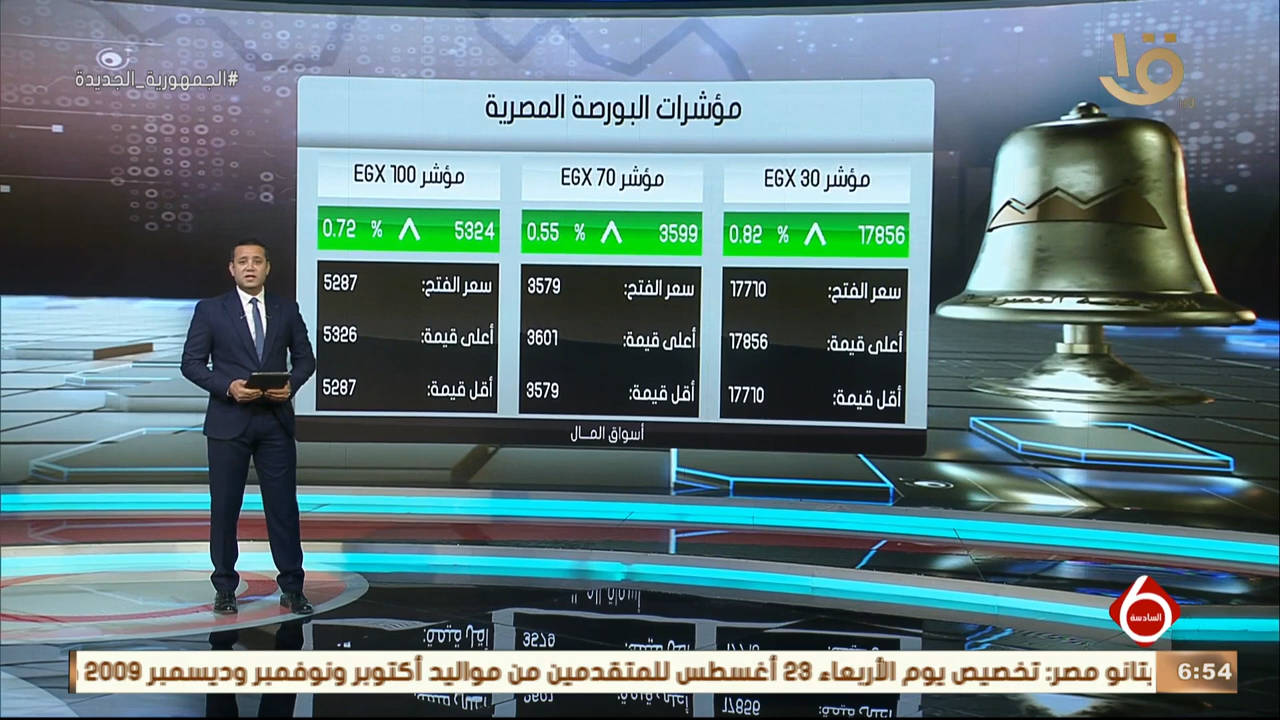 #الجمهورية_الجديدة
مؤشرات البورصة المصرية
مؤشر EGX 30
17856 0.82 %
سعر الفتح: 17710
أعلى قيمة: 17856
أقل قيمة: 17710
مؤشر EGX 70
3599 0.55 %
سعر الفتح: 3579
أعلى قيمة: 3601
أقل قيمة: 3579
مؤشر EGX 100
5324 0.72 %
سعر الفتح: 5287
أعلى قيمة: 5326
أقل قيمة: 5287
أسواق المــال
6
السادسة
6:54
بتانو مصر: تخصيص يوم الأربعاء 23 أغسطس للمتقدمين من مواليد أكتوبر ونوفمبر وديسمبر 2009